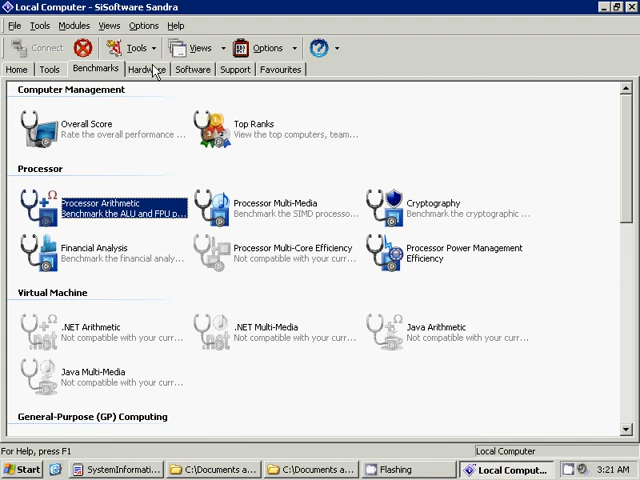 Local Computer - SiSoftware Sandra
File Tools Modules Views Options Help
Connect Tools Views Options
Home Tools Benchmarks Hardware Software Support Favourites
Computer Management
Overall Score
Rate the overall performance ...
Top Ranks
View the top computers, team...
Processor
Processor Arithmetic
Benchmark the ALU and FPU p...
Processor Multi-Media
Benchmark the SIMD processo...
Cryptography
Benchmark the cryptographic ...
Financial Analysis
Benchmark the financial analy...
Processor Multi-Core Efficiency
Not compatible with your curr...
Processor Power Management
Efficiency
Virtual Machine
.NET Arithmetic
Not compatible with your curr...
.NET Multi-Media
Not compatible with your curr...
Java Arithmetic
Not compatible with your curr...
Java Multi-Media
Not compatible with your curr...
General-Purpose (GP) Computing
For Help, press F1
Local Computer
Start SystemInformati... C:\Documents a... C:\Documents a... Flashing Local Comput... 3:21 AM